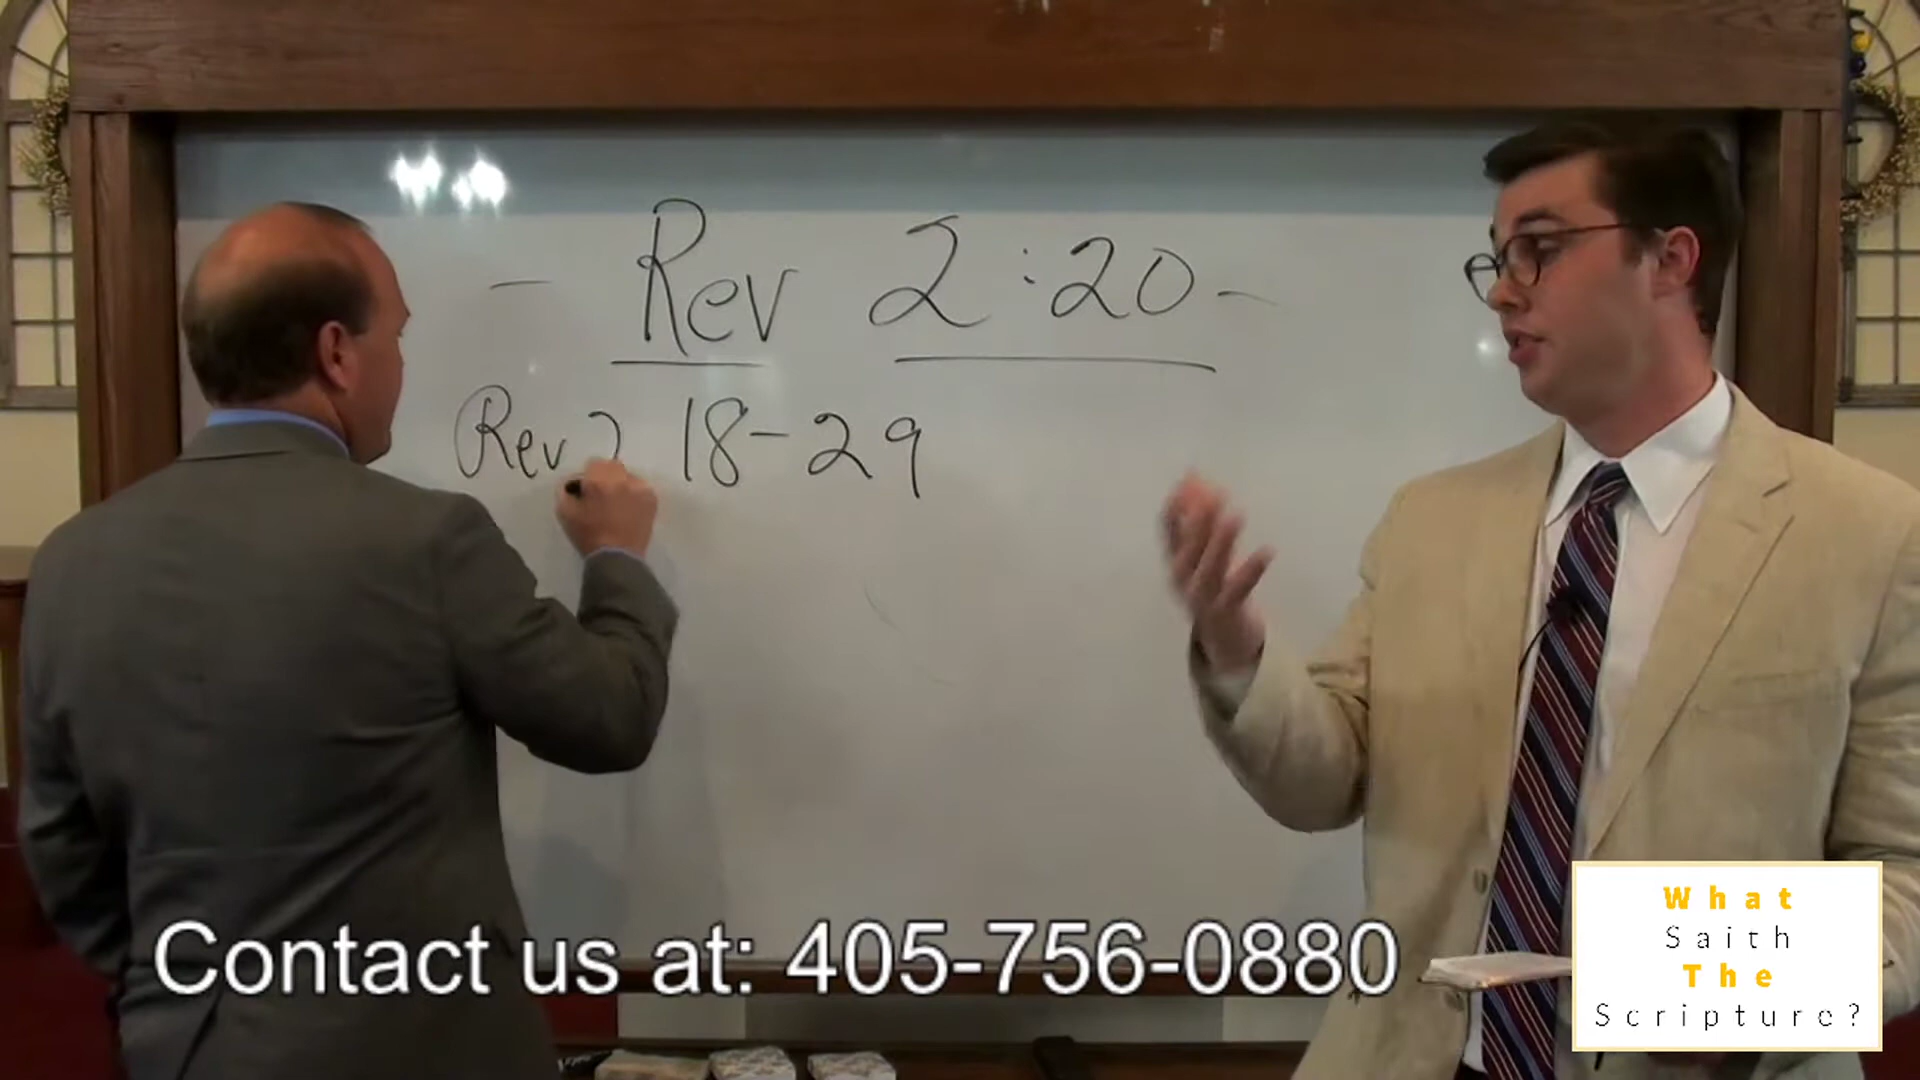 - Rev 2:20-
Rev 2 18-29
Contact us at: 405-756-0880
What
Saith
The
Scripture?